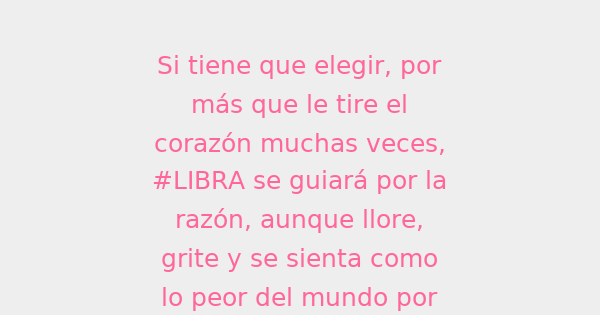 Si tiene que elegir, por
más que le tire el
corazón muchas veces,
#LIBRA se guiará por la
razón, aunque llore,
grite y se sienta como
lo peor del mundo por